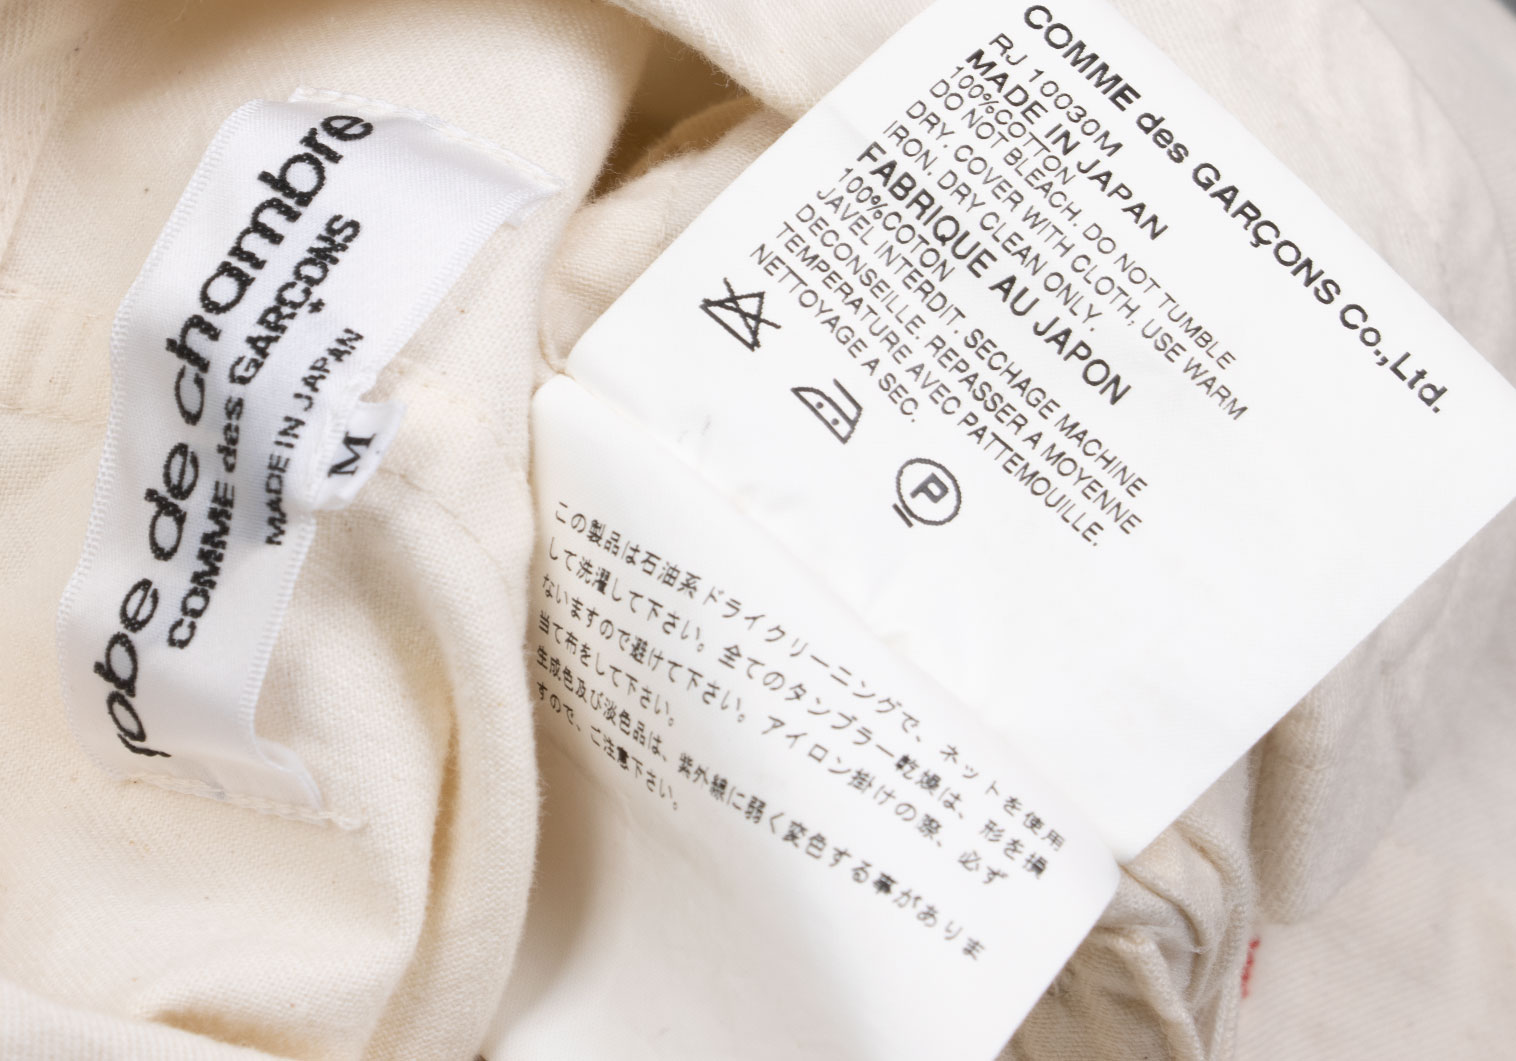 robe de chambre
COMME des GARÇONS
MADE IN JAPAN
M
COMME des GARÇONS Co.,Ltd.
RJ 10030M
MADE IN JAPAN
100%COTTON
DO NOT BLEACH. DO NOT TUMBLE
DRY. COVER WITH CLOTH, USE WARM
IRON. DRY CLEAN ONLY.
FABRIQUE AU JAPON
100%COTON
JAVEL INTERDIT. SECHAGE MACHINE
DECONSEILLE. REPASSER A MOYENNE
TEMPERATURE AVEC PATTEMOUILLE.
NETTOYAGE A SEC.
P
この製品は石油系ドライクリーニングで、ネットを使用
して洗濯して下さい。全てのタンブラー乾燥は、形を損
ないますので避けて下さい。アイロン掛けの際、必ず
当て布をして下さい。
生成色及び淡色品は、紫外線に弱く変色する事がありま
すので、ご注意下さい。